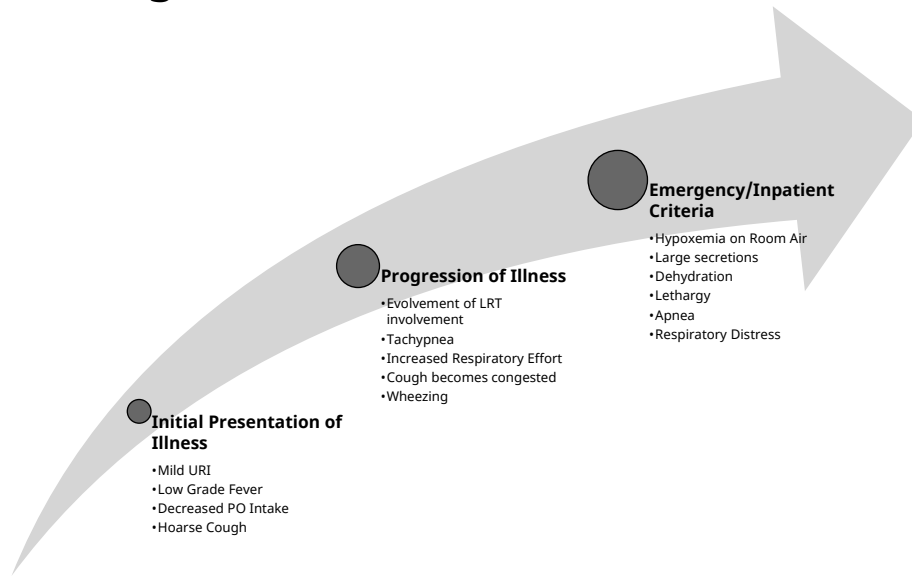 Initial Presentation of
Illness
•Mild URI
•Low Grade Fever
•Decreased PO Intake
•Hoarse Cough
Progression of Illness
•Evolvement of LRT
involvement
•Tachypnea
•Increased Respiratory Effort
•Cough becomes congested
•Wheezing
Emergency/Inpatient
Criteria
•Hypoxemia on Room Air
•Large secretions
•Dehydration
•Lethargy
•Apnea
•Respiratory Distress